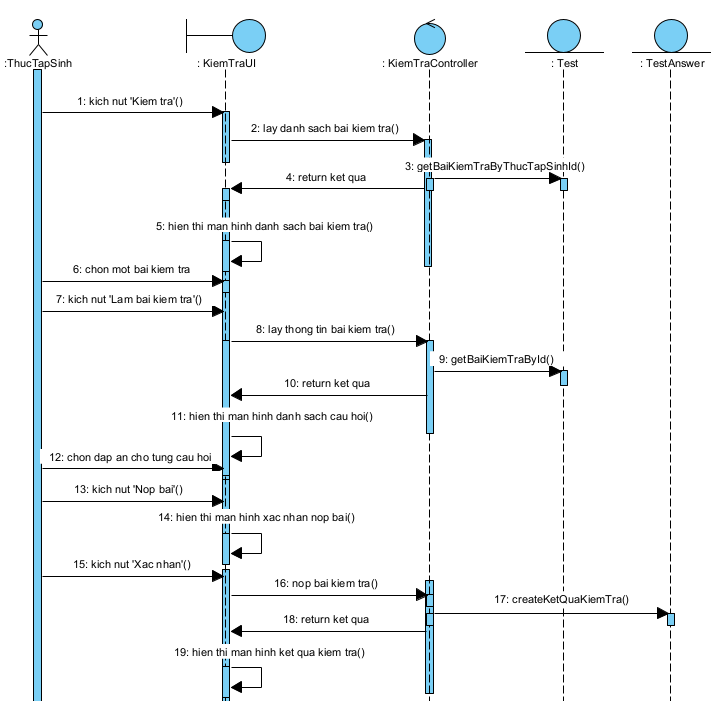 :ThucTapSinh
: KiemTraUI
: KiemTraController
: Test
: TestAnswer
1: kich nut 'Kiem tra'()
2: lay danh sach bai kiem tra()
3: getBaiKiemTraByThucTapSinhId()
4: return ket qua
5: hien thi man hinh danh sach bai kiem tra()
6: chon mot bai kiem tra
7: kich nut 'Lam bai kiem tra'()
8: lay thong tin bai kiem tra()
9: getBaiKiemTraById()
10: return ket qua
11: hien thi man hinh danh sach cau hoi()
12: chon dap an cho tung cau hoi
13: kich nut 'Nop bai'()
14: hien thi man hinh xac nhan nop bai()
15: kich nut 'Xac nhan'()
16: nop bai kiem tra()
17: createKetQuaKiemTra()
18: return ket qua
19: hien thi man hinh ket qua kiem tra()